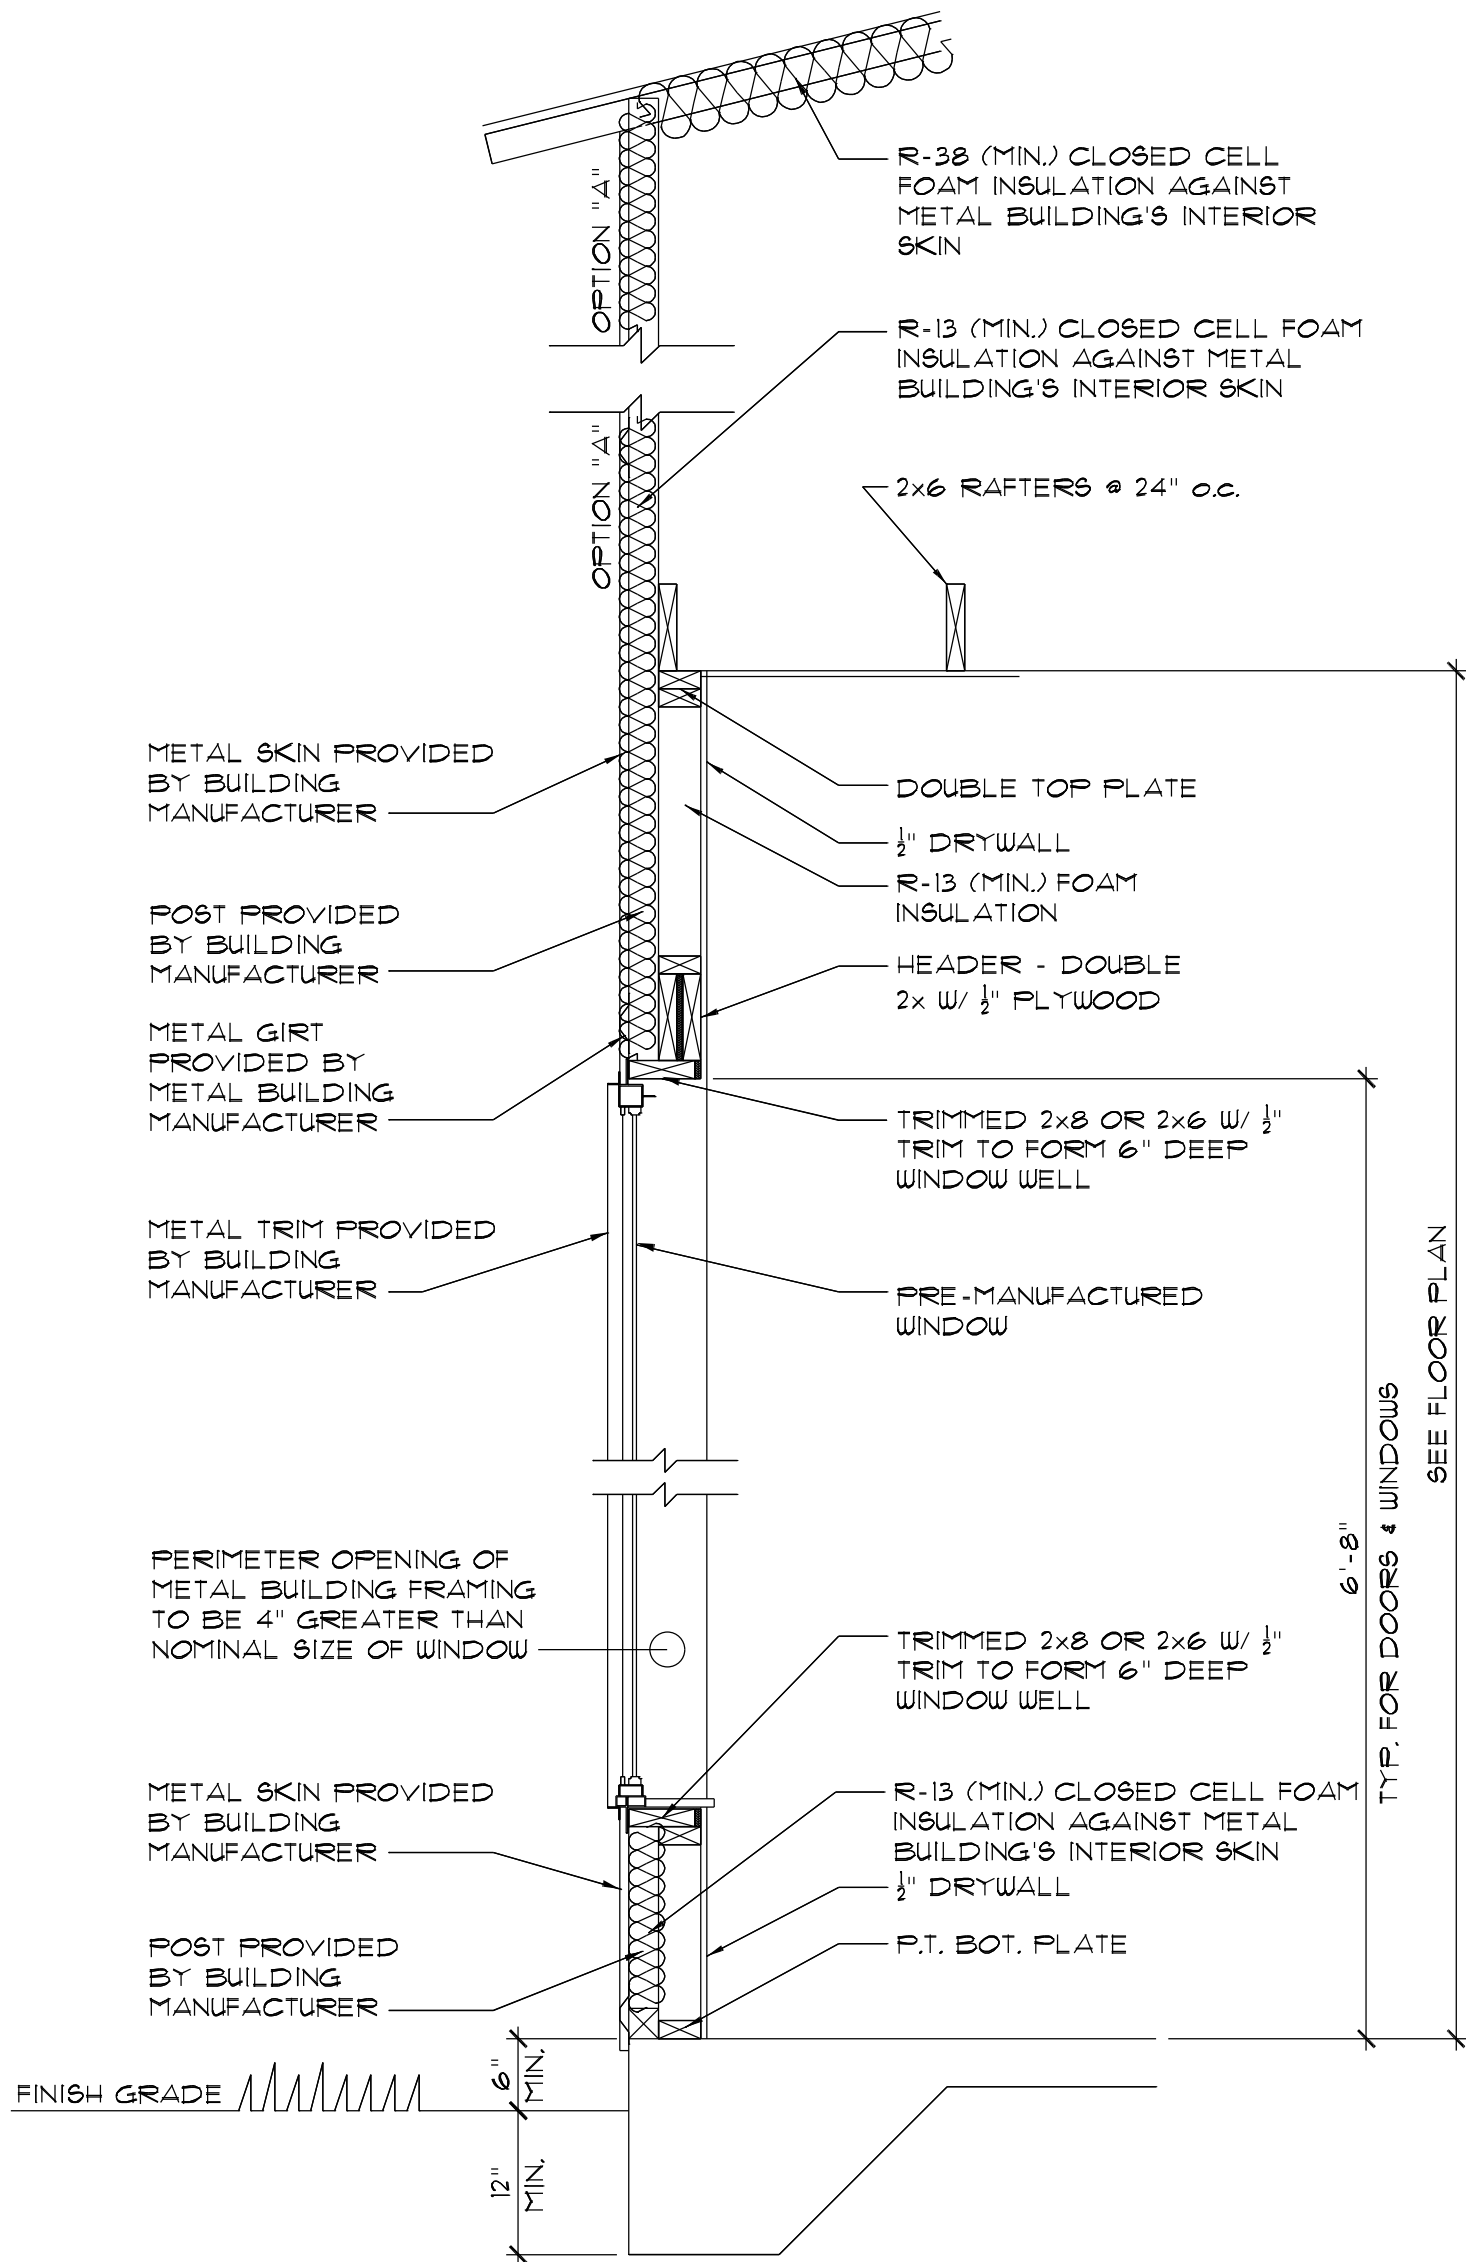 R-38 (MIN.) CLOSED CELL
FOAM INSULATION AGAINST
METAL BUILDING'S INTERIOR
SKIN
OPTION "A"
R-13 (MIN.) CLOSED CELL FOAM
INSULATION AGAINST METAL
BUILDING'S INTERIOR SKIN
OPTION "A"
2x6 RAFTERS @ 24" O.C.
METAL SKIN PROVIDED
BY BUILDING
MANUFACTURER
DOUBLE TOP PLATE
½" DRYWALL
R-13 (MIN.) FOAM
INSULATION
POST PROVIDED
BY BUILDING
MANUFACTURER
HEADER - DOUBLE
2x W/ ½" PLYWOOD
METAL GIRT
PROVIDED BY
METAL BUILDING
MANUFACTURER
TRIMMED 2x8 OR 2x6 W/ ½"
TRIM TO FORM 6" DEEP
WINDOW WELL
METAL TRIM PROVIDED
BY BUILDING
MANUFACTURER
PRE-MANUFACTURED
WINDOW
SEE FLOOR PLAN
6'-8"
TYP. FOR DOORS & WINDOWS
PERIMETER OPENING OF
METAL BUILDING FRAMING
TO BE 4" GREATER THAN
NOMINAL SIZE OF WINDOW
TRIMMED 2x8 OR 2x6 W/ ½"
TRIM TO FORM 6" DEEP
WINDOW WELL
METAL SKIN PROVIDED
BY BUILDING
MANUFACTURER
R-13 (MIN.) CLOSED CELL FOAM
INSULATION AGAINST METAL
BUILDING'S INTERIOR SKIN
½" DRYWALL
POST PROVIDED
BY BUILDING
MANUFACTURER
P.T. BOT. PLATE
6"
MIN.
FINISH GRADE
12"
MIN.